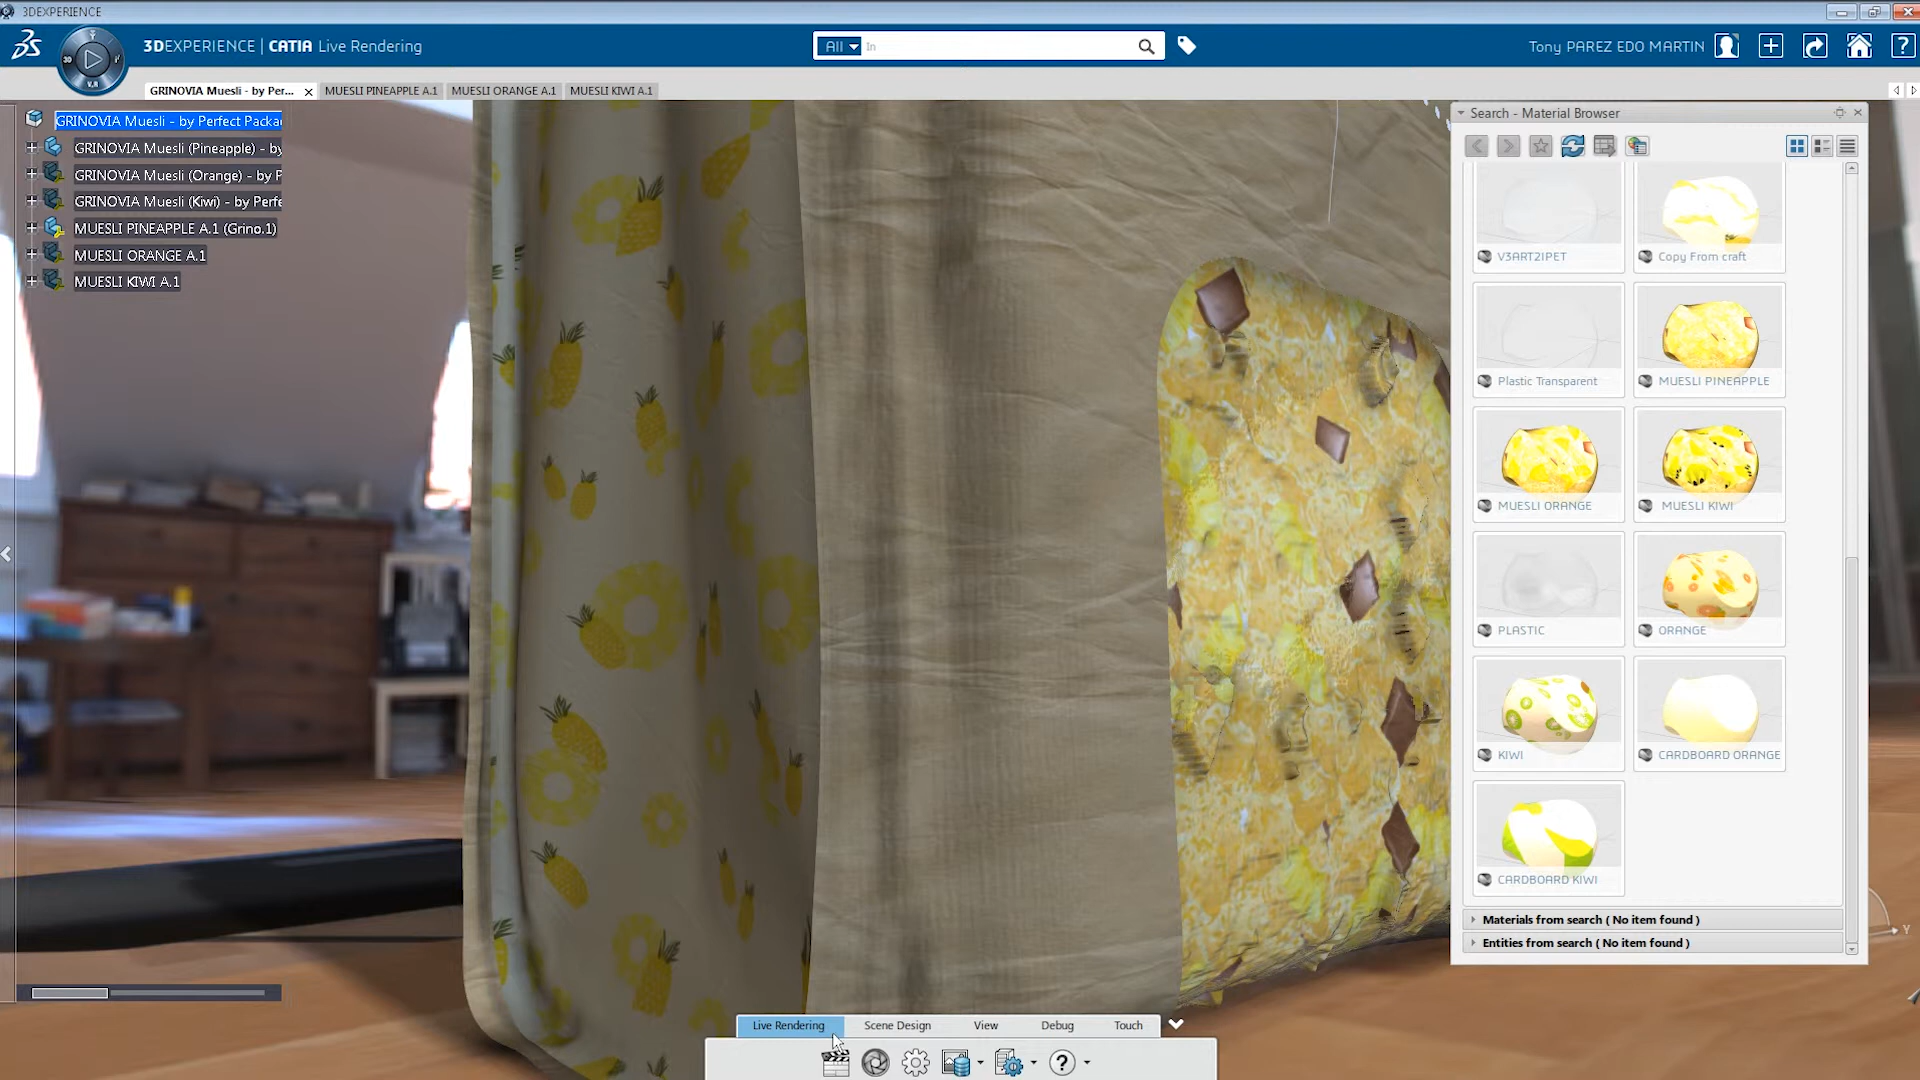 3DEXPERIENCE
3DEXPERIENCE | CATIA Live Rendering
All In
Tony PAREZ EDO MARTIN
GRINOVIA Muesli - by Per...
MUESLI PINEAPPLE A.1
MUESLI ORANGE A.1
MUESLI KIWI A.1
GRINOVIA Muesli - by Perfect Packa
GRINOVIA Muesli (Pineapple) - by
GRINOVIA Muesli (Orange) - by P
GRINOVIA Muesli (Kiwi) - by Perfe
MUESLI PINEAPPLE A.1 (Grino.1)
MUESLI ORANGE A.1
MUESLI KIWI A.1
Search - Material Browser
V3ART2IPET
Copy From craft
Plastic Transparent
MUESLI PINEAPPLE
MUESLI ORANGE
MUESLI KIWI
PLASTIC
ORANGE
KIWI
CARDBOARD ORANGE
CARDBOARD KIWI
Materials from search ( No item found )
Entities from search ( No item found )
Y
Live Rendering
Scene Design
View
Debug
Touch